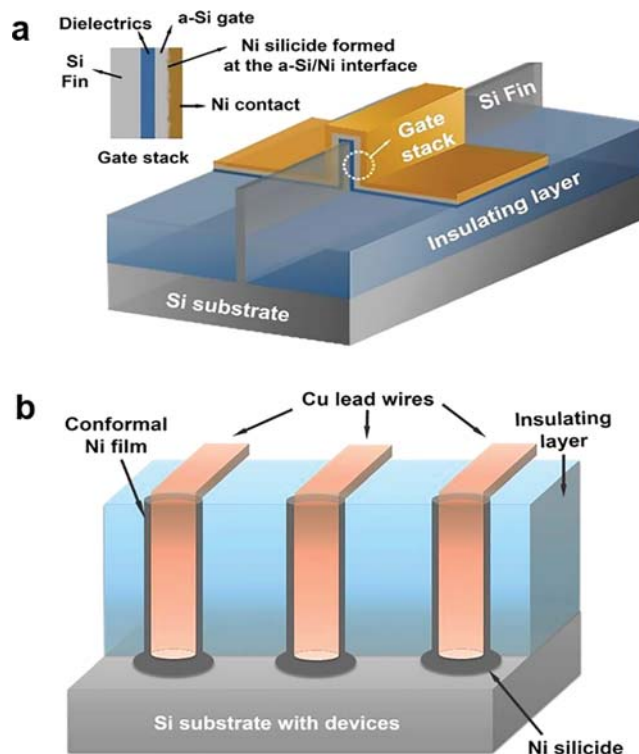 a
Dielectrics
a-Si gate
Si
Fin
Ni silicide formed
at the a-Si/Ni interface
Ni contact
Gate stack
Si Fin
Gate
stack
Insulating layer
Si substrate
b
Cu lead wires
Conformal
Ni film
Insulating
layer
Si substrate with devices
Ni silicide